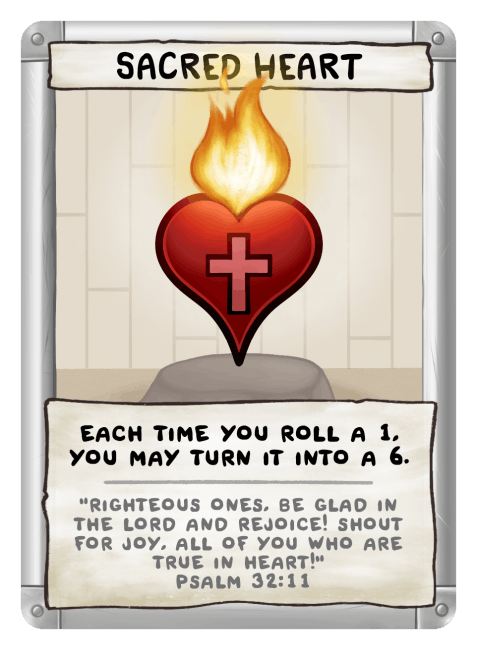 SACRED HEART
EACH TIME YOU ROLL A 1,
YOU MAY TURN IT INTO A 6.
"RIGHTEOUS ONES, BE GLAD IN
THE LORD AND REJOICE! SHOUT
FOR JOY, ALL OF YOU WHO ARE
TRUE IN HEART!"
PSALM 32:11